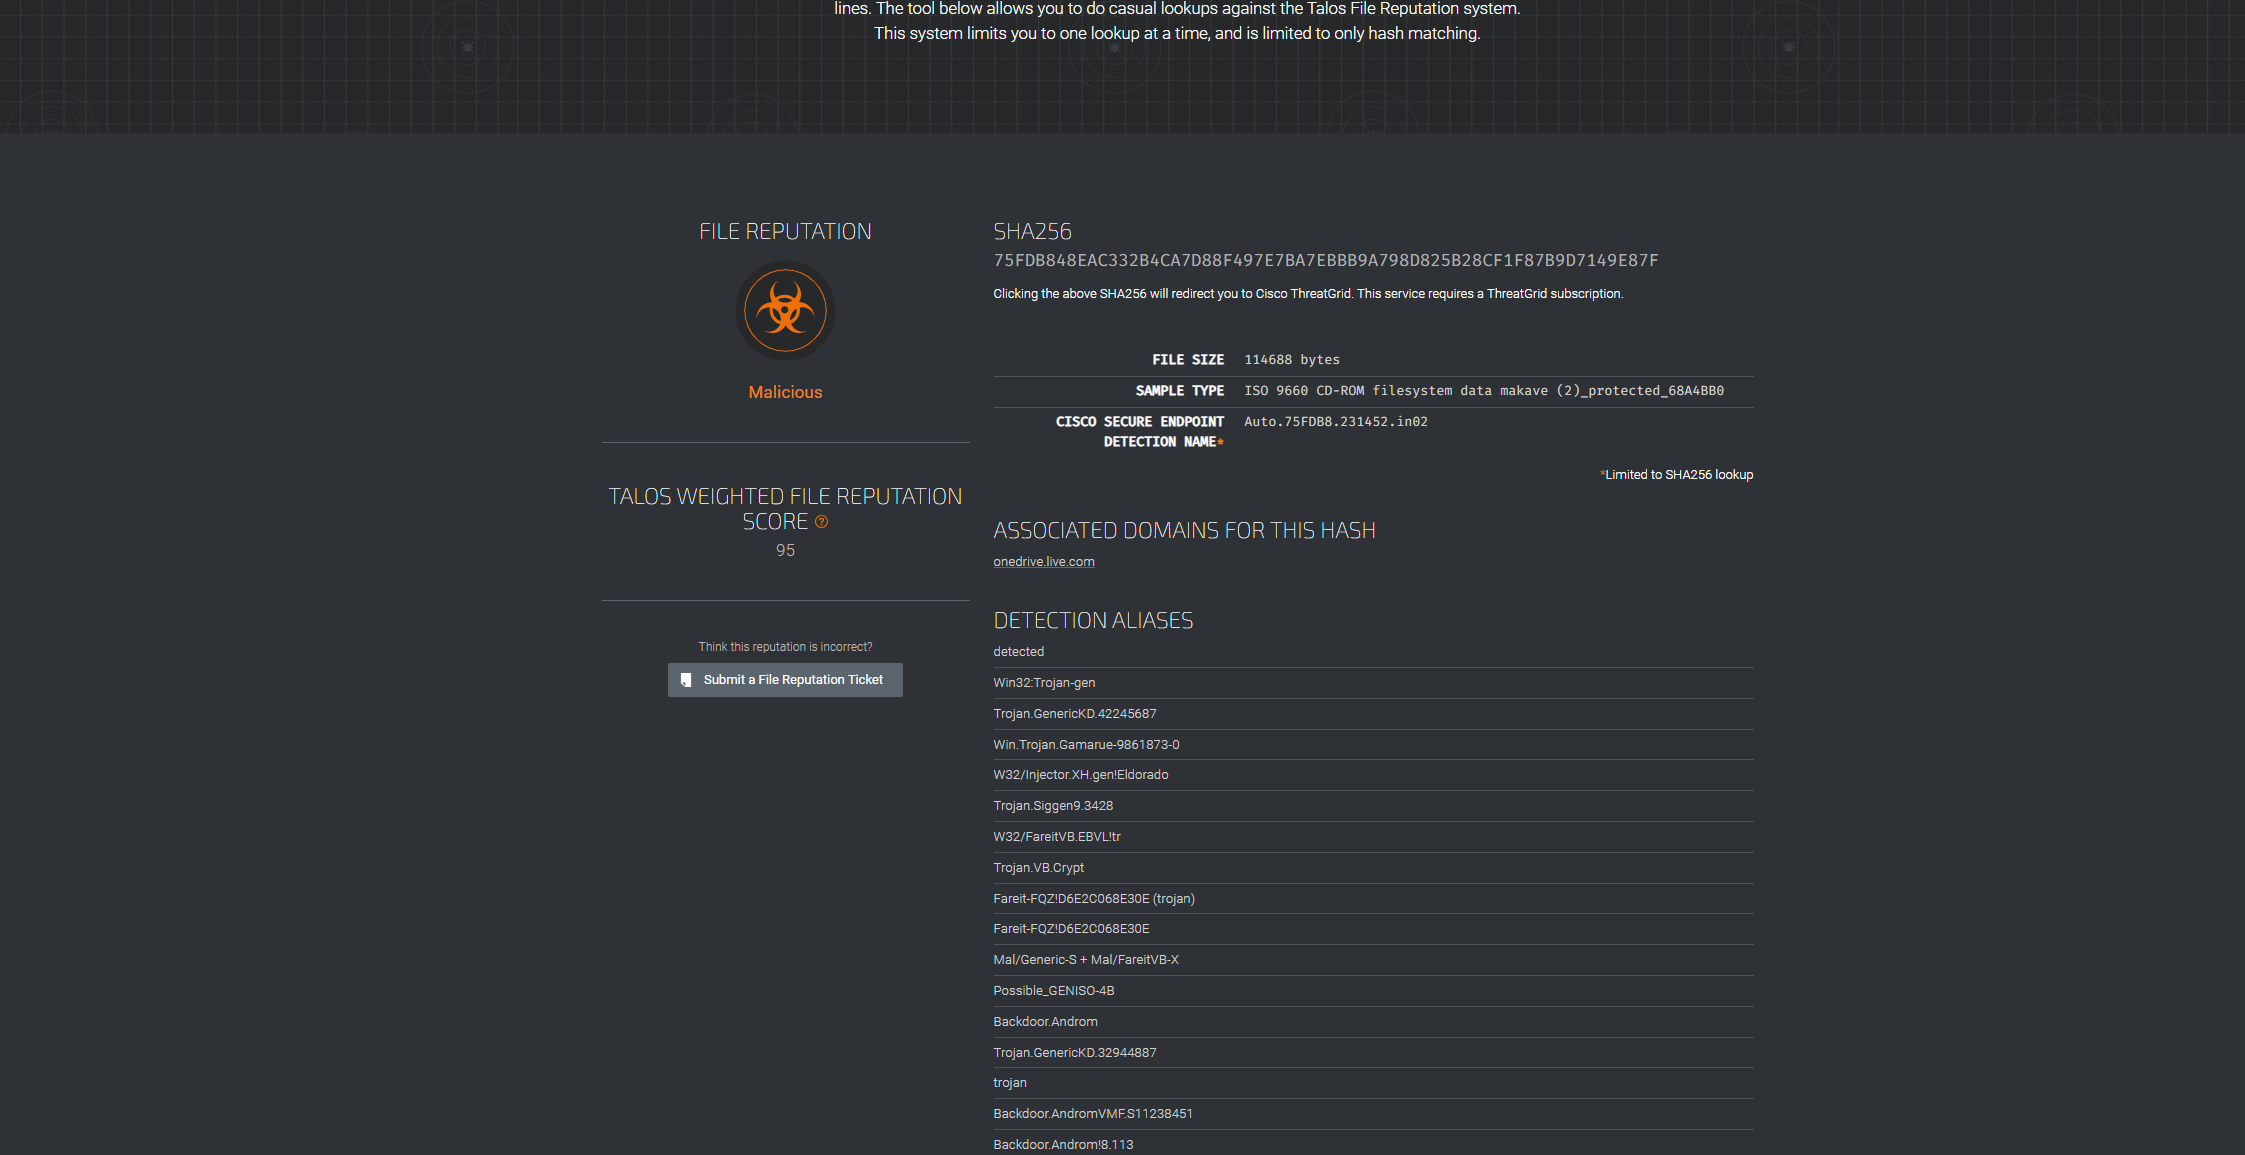 lines. The tool below allows you to do casual lookups against the Talos File Reputation system.
This system limits you to one lookup at a time, and is limited to only hash matching.
FILE REPUTATION
Malicious
TALOS WEIGHTED FILE REPUTATION
SCORE
95
Think this reputation is incorrect?
Submit a File Reputation Ticket
SHA256
75FDB848EAC332B4CA7D88F497E7BA7EBBB9A798D825B28CF1F87B9D7149E87F
Clicking the above SHA256 will redirect you to Cisco ThreatGrid. This service requires a ThreatGrid subscription.
FILE SIZE 114688 bytes
SAMPLE TYPE ISO 9660 CD-ROM filesystem data makave (2)_protected_68A4BB0
CISCO SECURE ENDPOINT Auto.75FDB8.231452.in02
DETECTION NAME*
*Limited to SHA256 lookup
ASSOCIATED DOMAINS FOR THIS HASH
onedrive.live.com
DETECTION ALIASES
detected
Win32:Trojan-gen
Trojan.GenericKD.42245687
Win.Trojan.Gamarue-9861873-0
W32/Injector.XH.gen!Eldorado
Trojan.Siggen9.3428
W32/FareitVB.EBVL!tr
Trojan.VB.Crypt
Fareit-FQZ!D6E2C068E30E (trojan)
Fareit-FQZ!D6E2C068E30E
Mal/Generic-S + Mal/FareitVB-X
Possible_GENISO-4B
Backdoor.Androm
Trojan.GenericKD.32944887
trojan
Backdoor.AndromVMF.S11238451
Backdoor.Androm!8.113